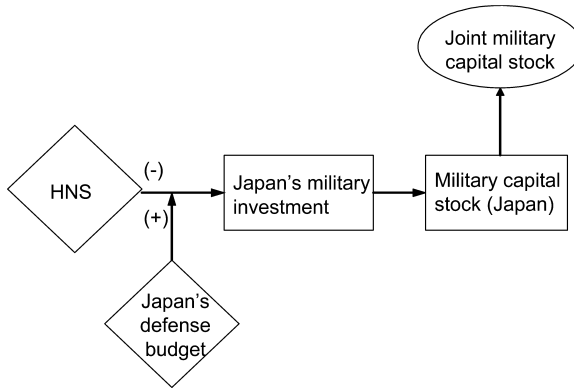 Joint military
capital stock
(-)
HNS
Japan's military
investment
Military capital
stock (Japan)
(+)
Japan's
defense
budget